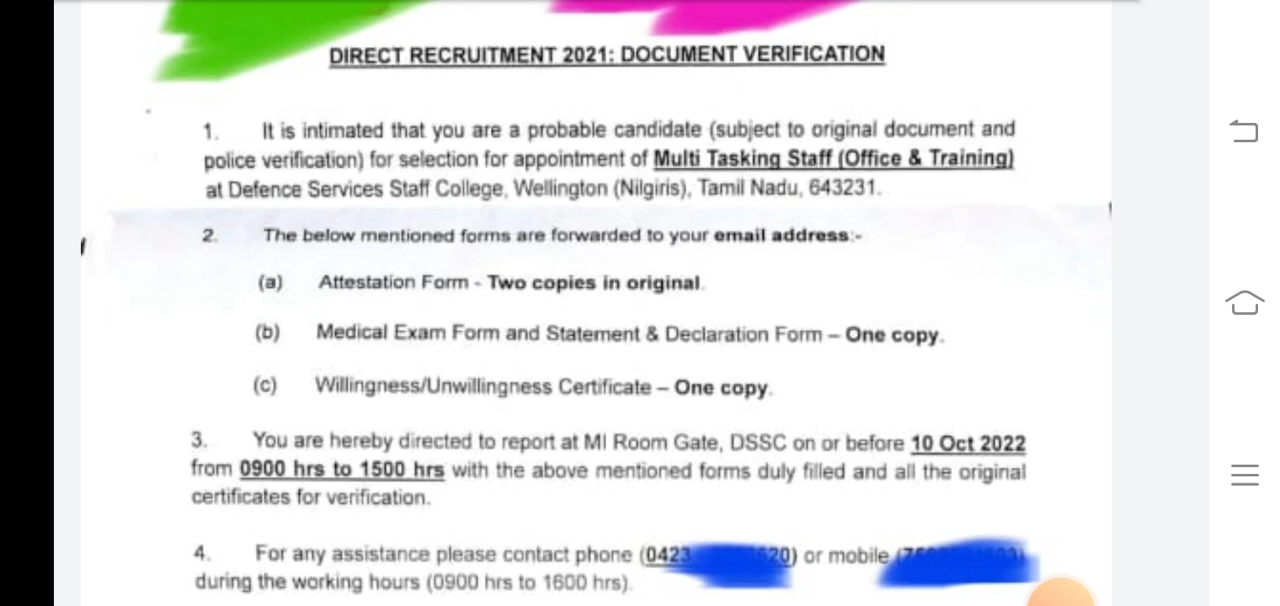 DIRECT RECRUITMENT 2021: DOCUMENT VERIFICATION
1. It is intimated that you are a probable candidate (subject to original document and
police verification) for selection for appointment of Multi Tasking Staff (Office & Training)
at Defence Services Staff College, Wellington (Nilgiris), Tamil Nadu, 643231.
2. The below mentioned forms are forwarded to your email address:-
(a) Attestation Form - Two copies in original.
(b) Medical Exam Form and Statement & Declaration Form – One copy.
(c) Willingness/Unwillingness Certificate – One copy.
3. You are hereby directed to report at MI Room Gate, DSSC on or before 10 Oct 2022
from 0900 hrs to 1500 hrs with the above mentioned forms duly filled and all the original
certificates for verification.
4. For any assistance please contact phone (0423 20) or mobile
during the working hours (0900 hrs to 1600 hrs).